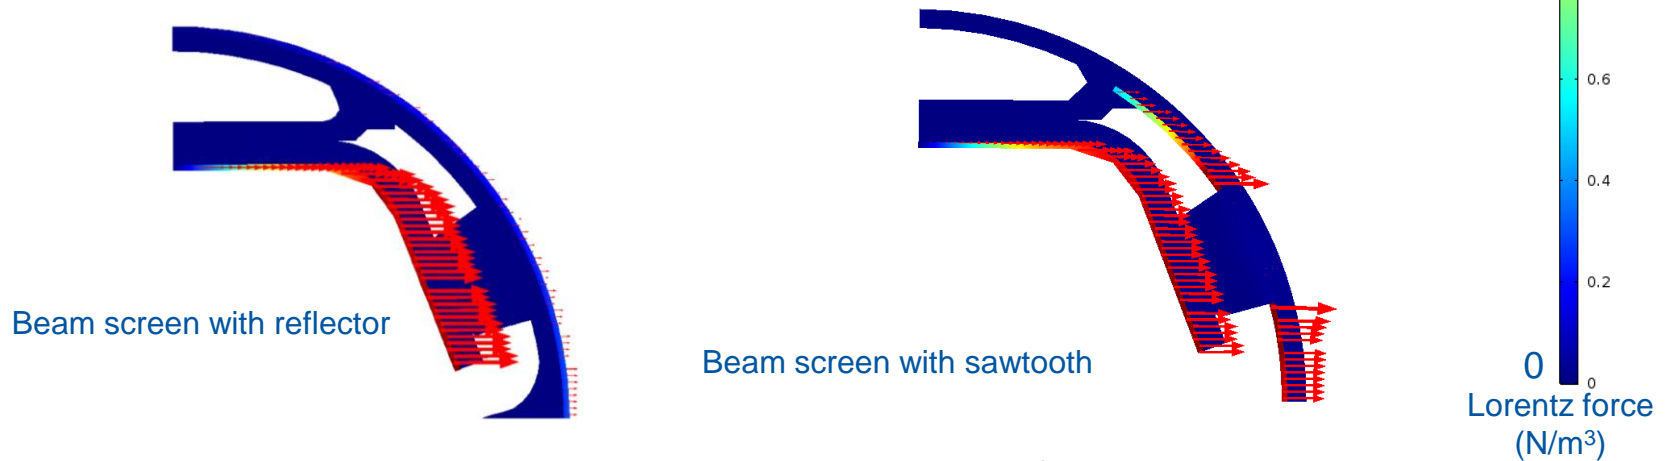 0.6
0.4
0.2
Beam screen with reflector
Beam screen with sawtooth
0
0
Lorentz force
(N/m³)